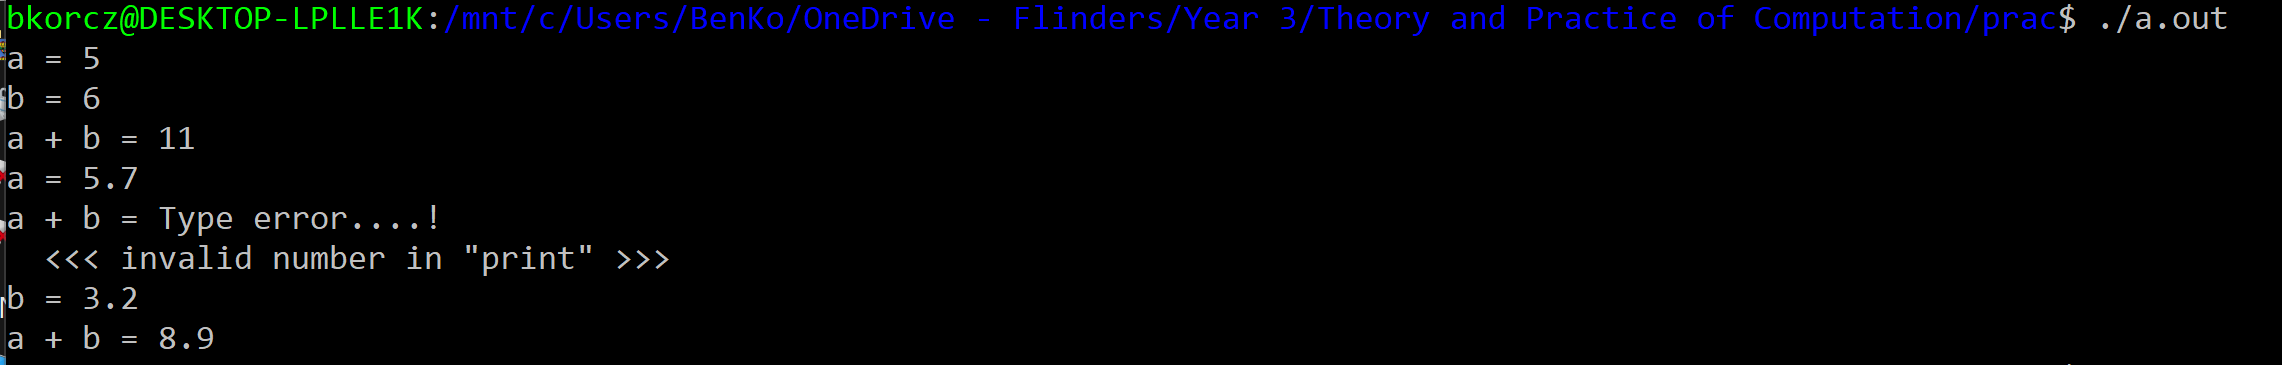 bkorcz@DESKTOP-LPLLE1K:/mnt/c/Users/BenKo/OneDrive - Flinders/Year 3/Theory and Practice of Computation/prac$ ./a.out
a = 5
b = 6
a + b = 11
a = 5.7
a + b = Type error....!
  <<< invalid number in "print" >>>
b = 3.2
a + b = 8.9